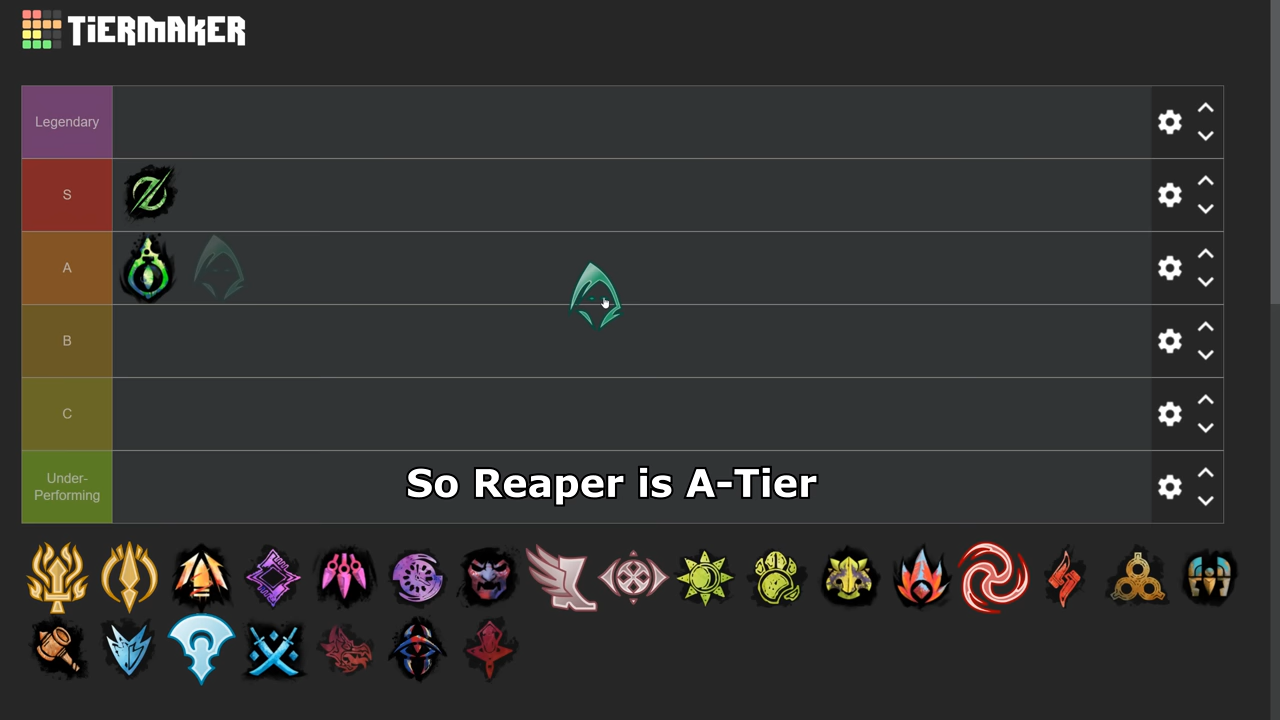 TiERMAKER
Legendary
S
A
B
C
Under-
Performing
So Reaper is A-Tier